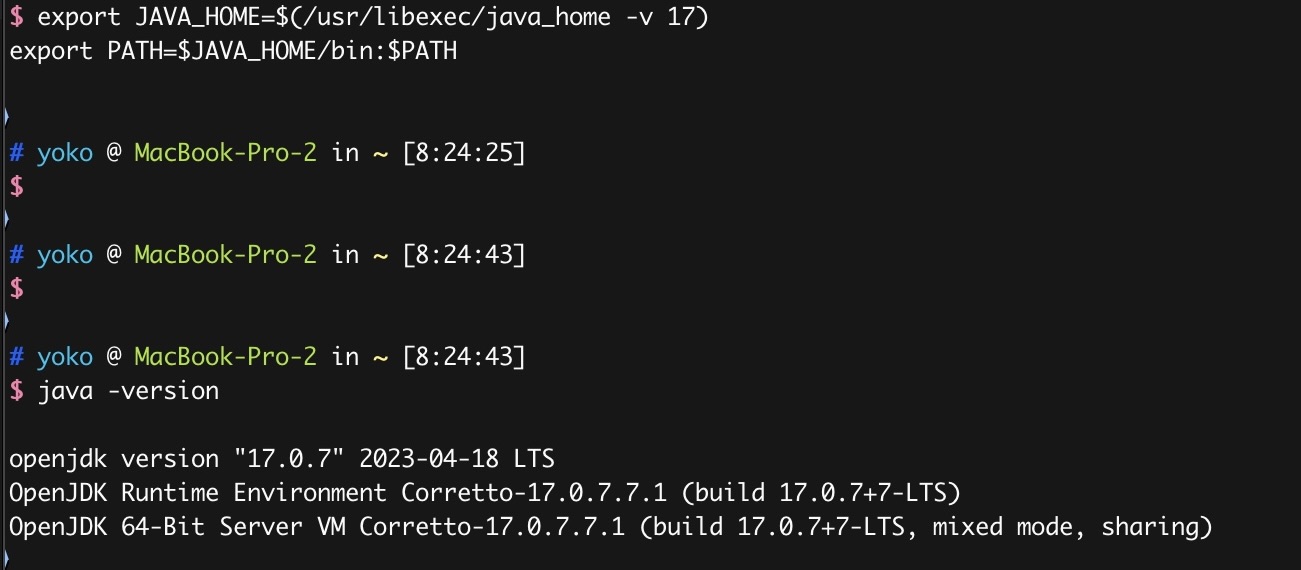 $ export JAVA_HOME=$(/usr/libexec/java_home -v 17)
export PATH=$JAVA_HOME/bin:$PATH
# yoko @ MacBook-Pro-2 in ~ [8:24:25]
$
# yoko @ MacBook-Pro-2 in ~ [8:24:43]
$
# yoko @ MacBook-Pro-2 in ~ [8:24:43]
$ java -version
openjdk version "17.0.7" 2023-04-18 LTS
OpenJDK Runtime Environment Corretto-17.0.7.7.1 (build 17.0.7+7-LTS)
OpenJDK 64-Bit Server VM Corretto-17.0.7.7.1 (build 17.0.7+7-LTS, mixed mode, sharing)